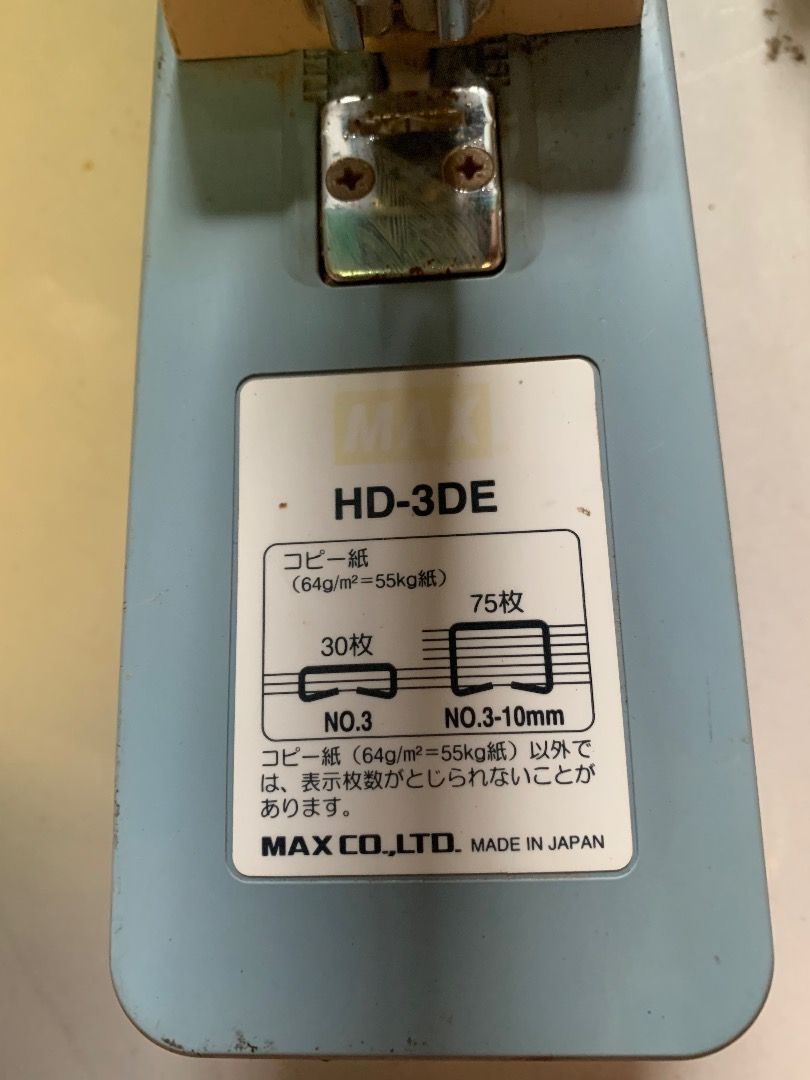 MAX
HD-3DE
コピー紙
（64g/m²＝55kg紙）
75枚
30枚
NO.3
NO.3-10mm
コピー紙（64g/m²＝55kg紙）以外で
は、表示枚数がとじられないことが
あります。
MAX CO.,LTD. MADE IN JAPAN